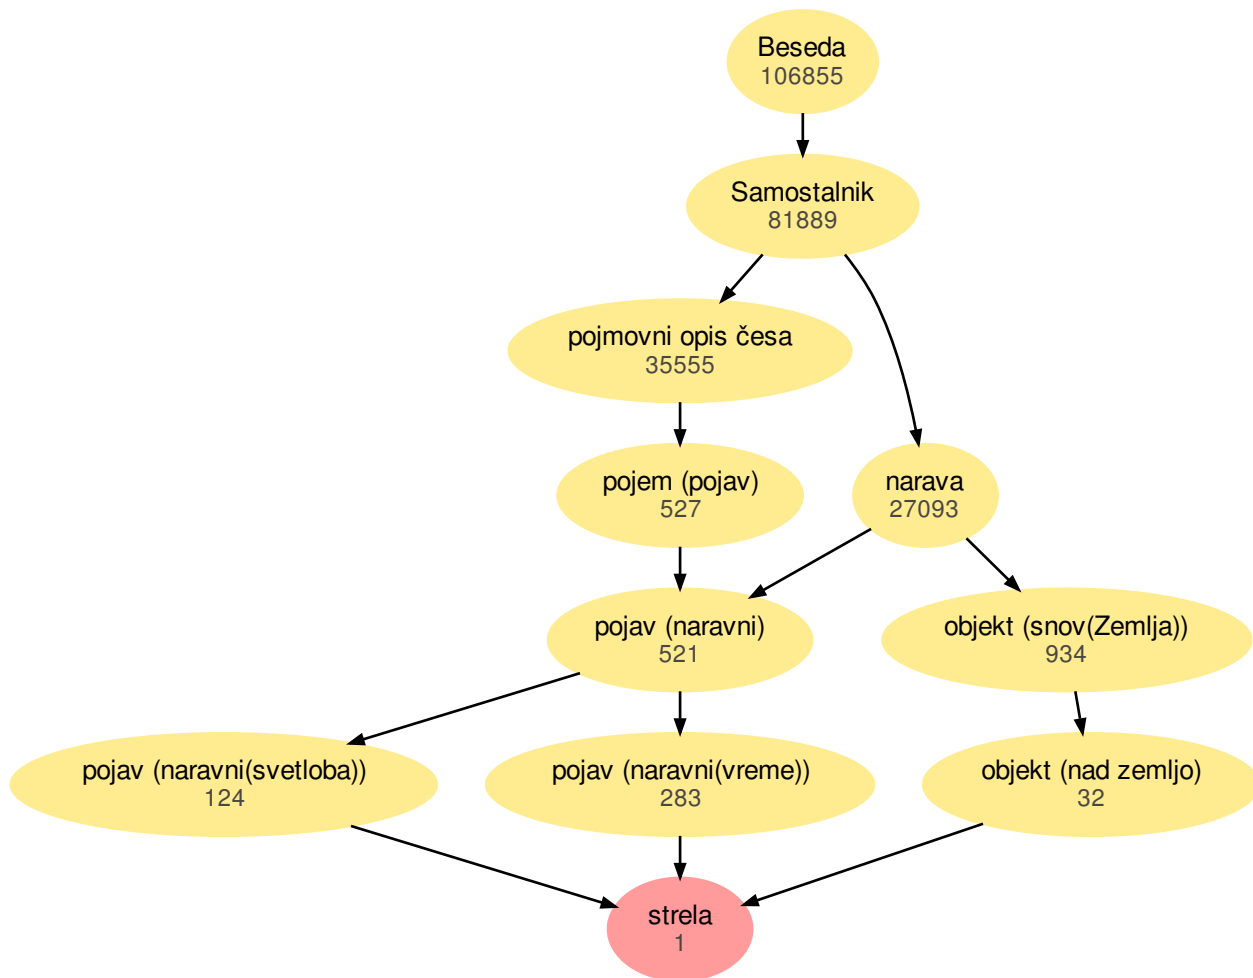 Beseda
106855
Samostalnik
81889
pojmovni opis česa
35555
pojem (pojav)
527
narava
27093
pojav (naravni)
521
objekt (snov(Zemlja))
934
pojav (naravni(svetloba))
124
pojav (naravni(vreme))
283
objekt (nad zemljo)
32
strela
1